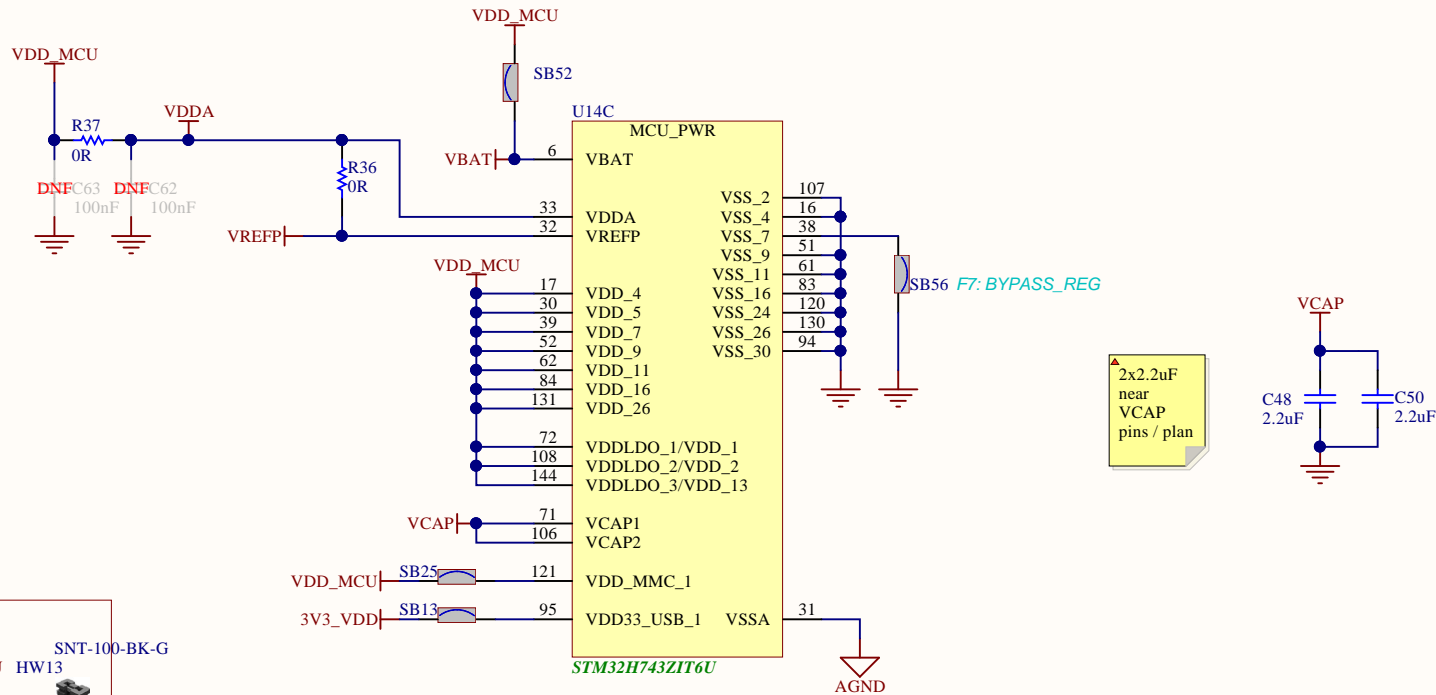 VDD_MCU
VDD_MCU
SB52
VDDA
R37
0R
U14C
MCU_PWR
VBAT
6
VBAT
R36
0R
DNF
C63
100nF
DNF
C62
100nF
33
VDDA
VREFP
32
VREFP
VDD_MCU
17
VDD_4
30
VDD_5
39
VDD_7
52
VDD_9
62
VDD_11
84
VDD_16
131
VDD_26
72
VDDLDO_1/VDD_1
108
VDDLDO_2/VDD_2
144
VDDLDO_3/VDD_13
VCAP
71
VCAP1
106
VCAP2
VDD_MCU
SB25
121
VDD_MMC_1
3V3_VDD
SB13
95
VDD33_USB_1
VSS_2
107
VSS_4
16
VSS_7
38
VSS_9
51
VSS_11
61
VSS_16
83
VSS_24
120
VSS_26
130
VSS_30
94
VSSA
31
STM32H743ZIT6U
AGND
SB56
F7: BYPASS_REG
2x2.2uF
near
VCAP
pins / plan
VCAP
C48
2.2uF
C50
2.2uF
SNT-100-BK-G
HW13